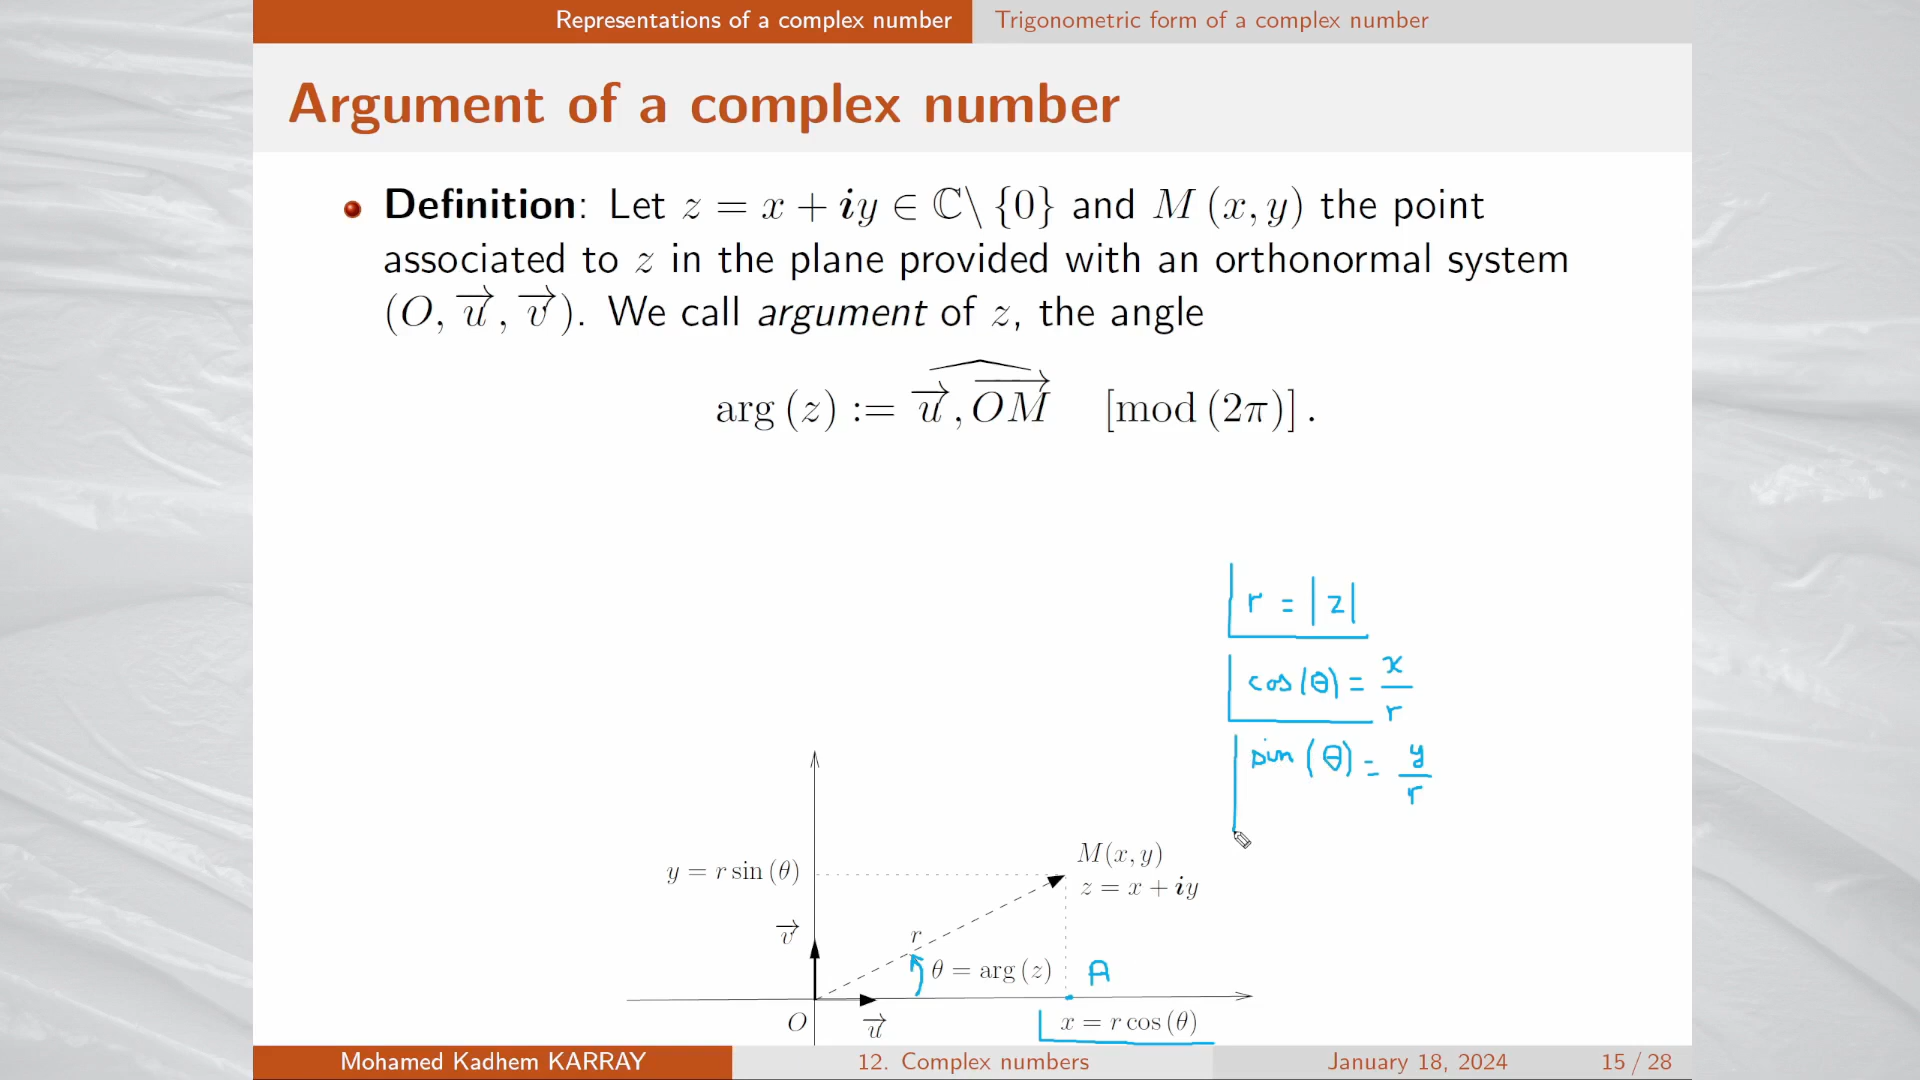 Representations of a complex number Trigonometric form of a complex number
Argument of a complex number
Definition: Let z = x + iy ∈ ℂ\ {0} and M (x, y) the point
associated to z in the plane provided with an orthonormal system
(O, u⃗, v⃗). We call argument of z, the angle
arg (z) := \widehat{u⃗, \overrightarrow{OM}} [mod (2π)].
r = |z|
cos(θ) = x/r
sin(θ) = y/r
M(x, y)
y = r sin (θ)
z = x + iy
v⃗
r
θ = arg (z) A
O u⃗ x = r cos (θ)
Mohamed Kadhem KARRAY 12. Complex numbers January 18, 2024 15 / 28